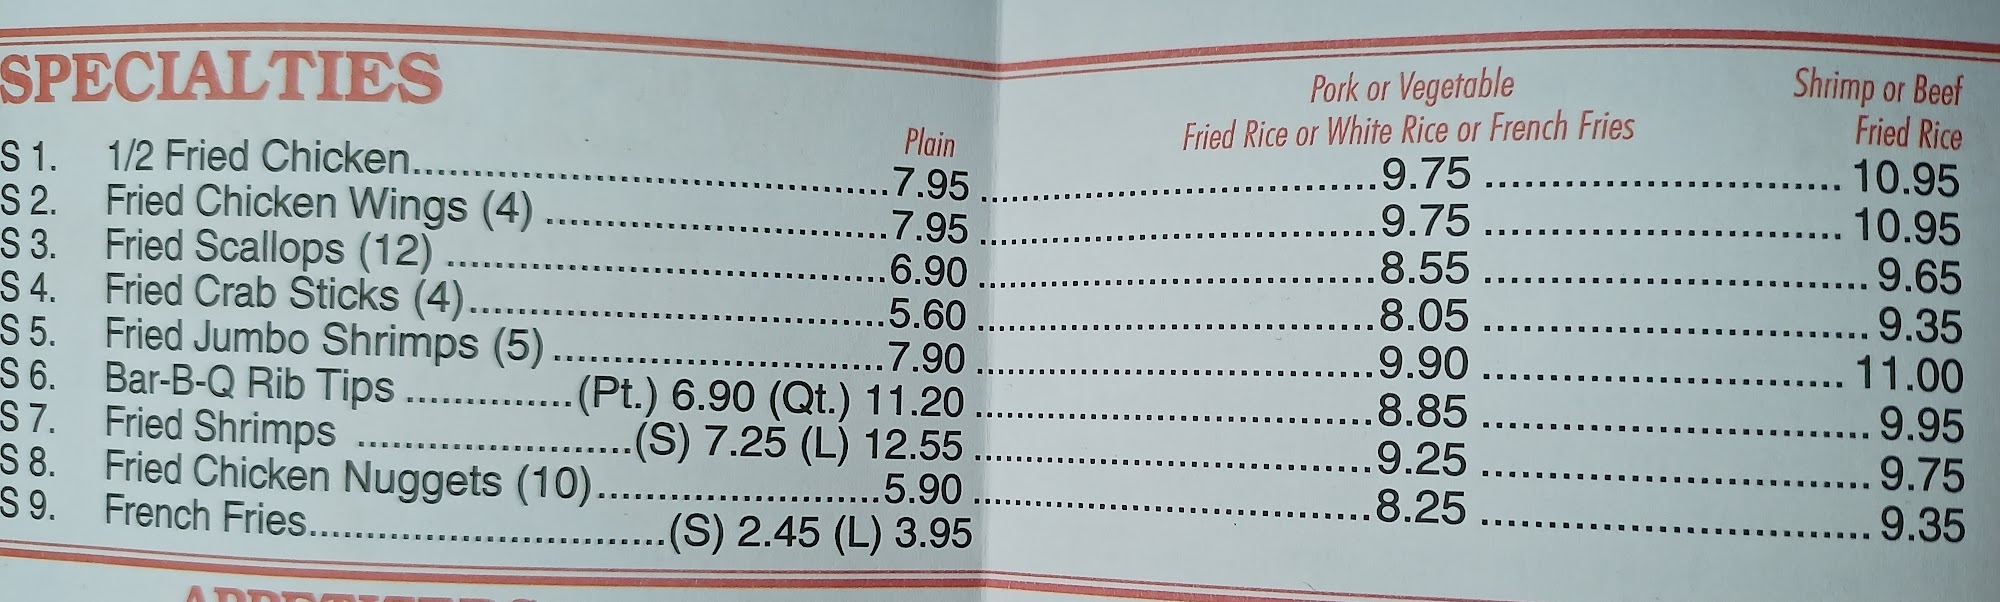 SPECIALTIES
Plain
Pork or Vegetable
Fried Rice or White Rice or French Fries
Shrimp or Beef
Fried Rice
S 1. 1/2 Fried Chicken 7.95 9.75 10.95
S 2. Fried Chicken Wings (4) 7.95 9.75 10.95
S 3. Fried Scallops (12) 6.90 8.55 9.65
S 4. Fried Crab Sticks (4) 5.60 8.05 9.35
S 5. Fried Jumbo Shrimps (5) 7.90 9.90 11.00
S 6. Bar-B-Q Rib Tips (Pt.) 6.90 (Qt.) 11.20 8.85 9.95
S 7. Fried Shrimps (S) 7.25 (L) 12.55 9.25 9.75
S 8. Fried Chicken Nuggets (10) 5.90 8.25 9.35
S 9. French Fries (S) 2.45 (L) 3.95
APPETIZERS